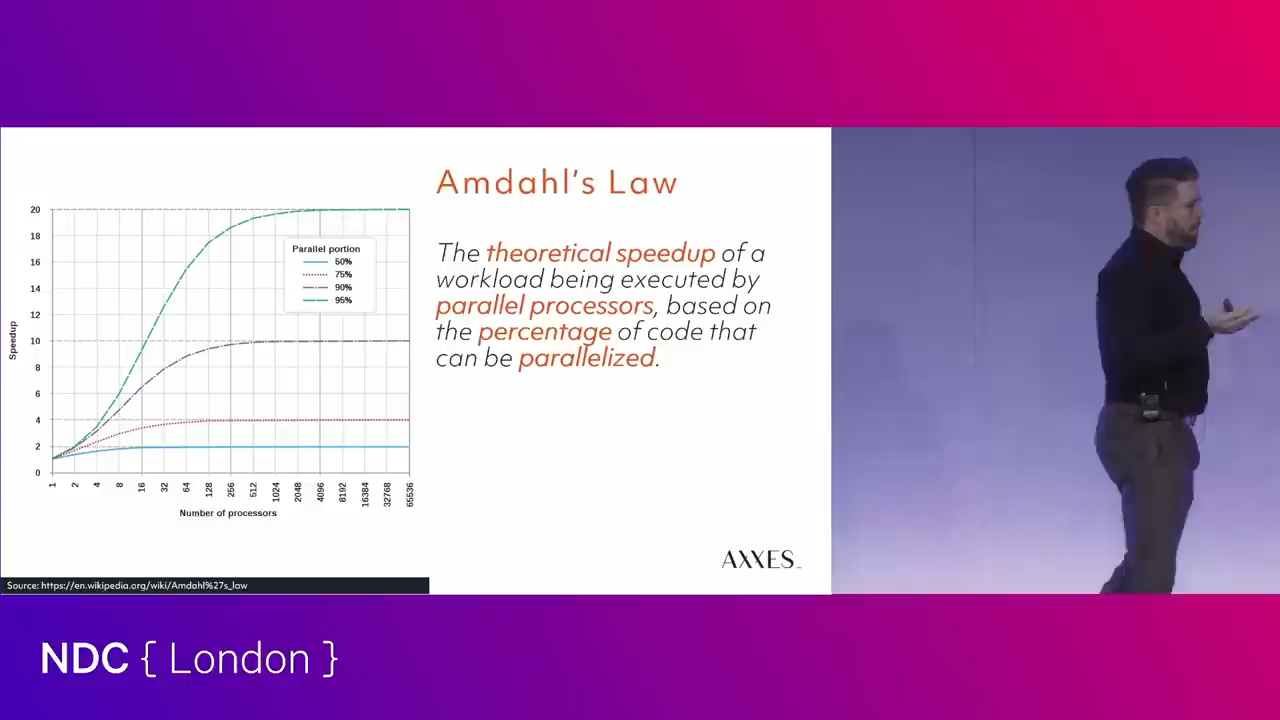 Amdahl's Law
The theoretical speedup of a
workload being executed by
parallel processors, based on
the percentage of code that
can be parallelized.
20
18
16
14
12
10
8
6
4
2
0
Speedup
Parallel portion
50%
75%
90%
95%
1
2
4
8
16
32
64
128
256
512
1024
2048
4096
8192
16384
32768
65536
Number of processors
AXXES_
Source: https://en.wikipedia.org/wiki/Amdahl%27s_law
NDC { London }